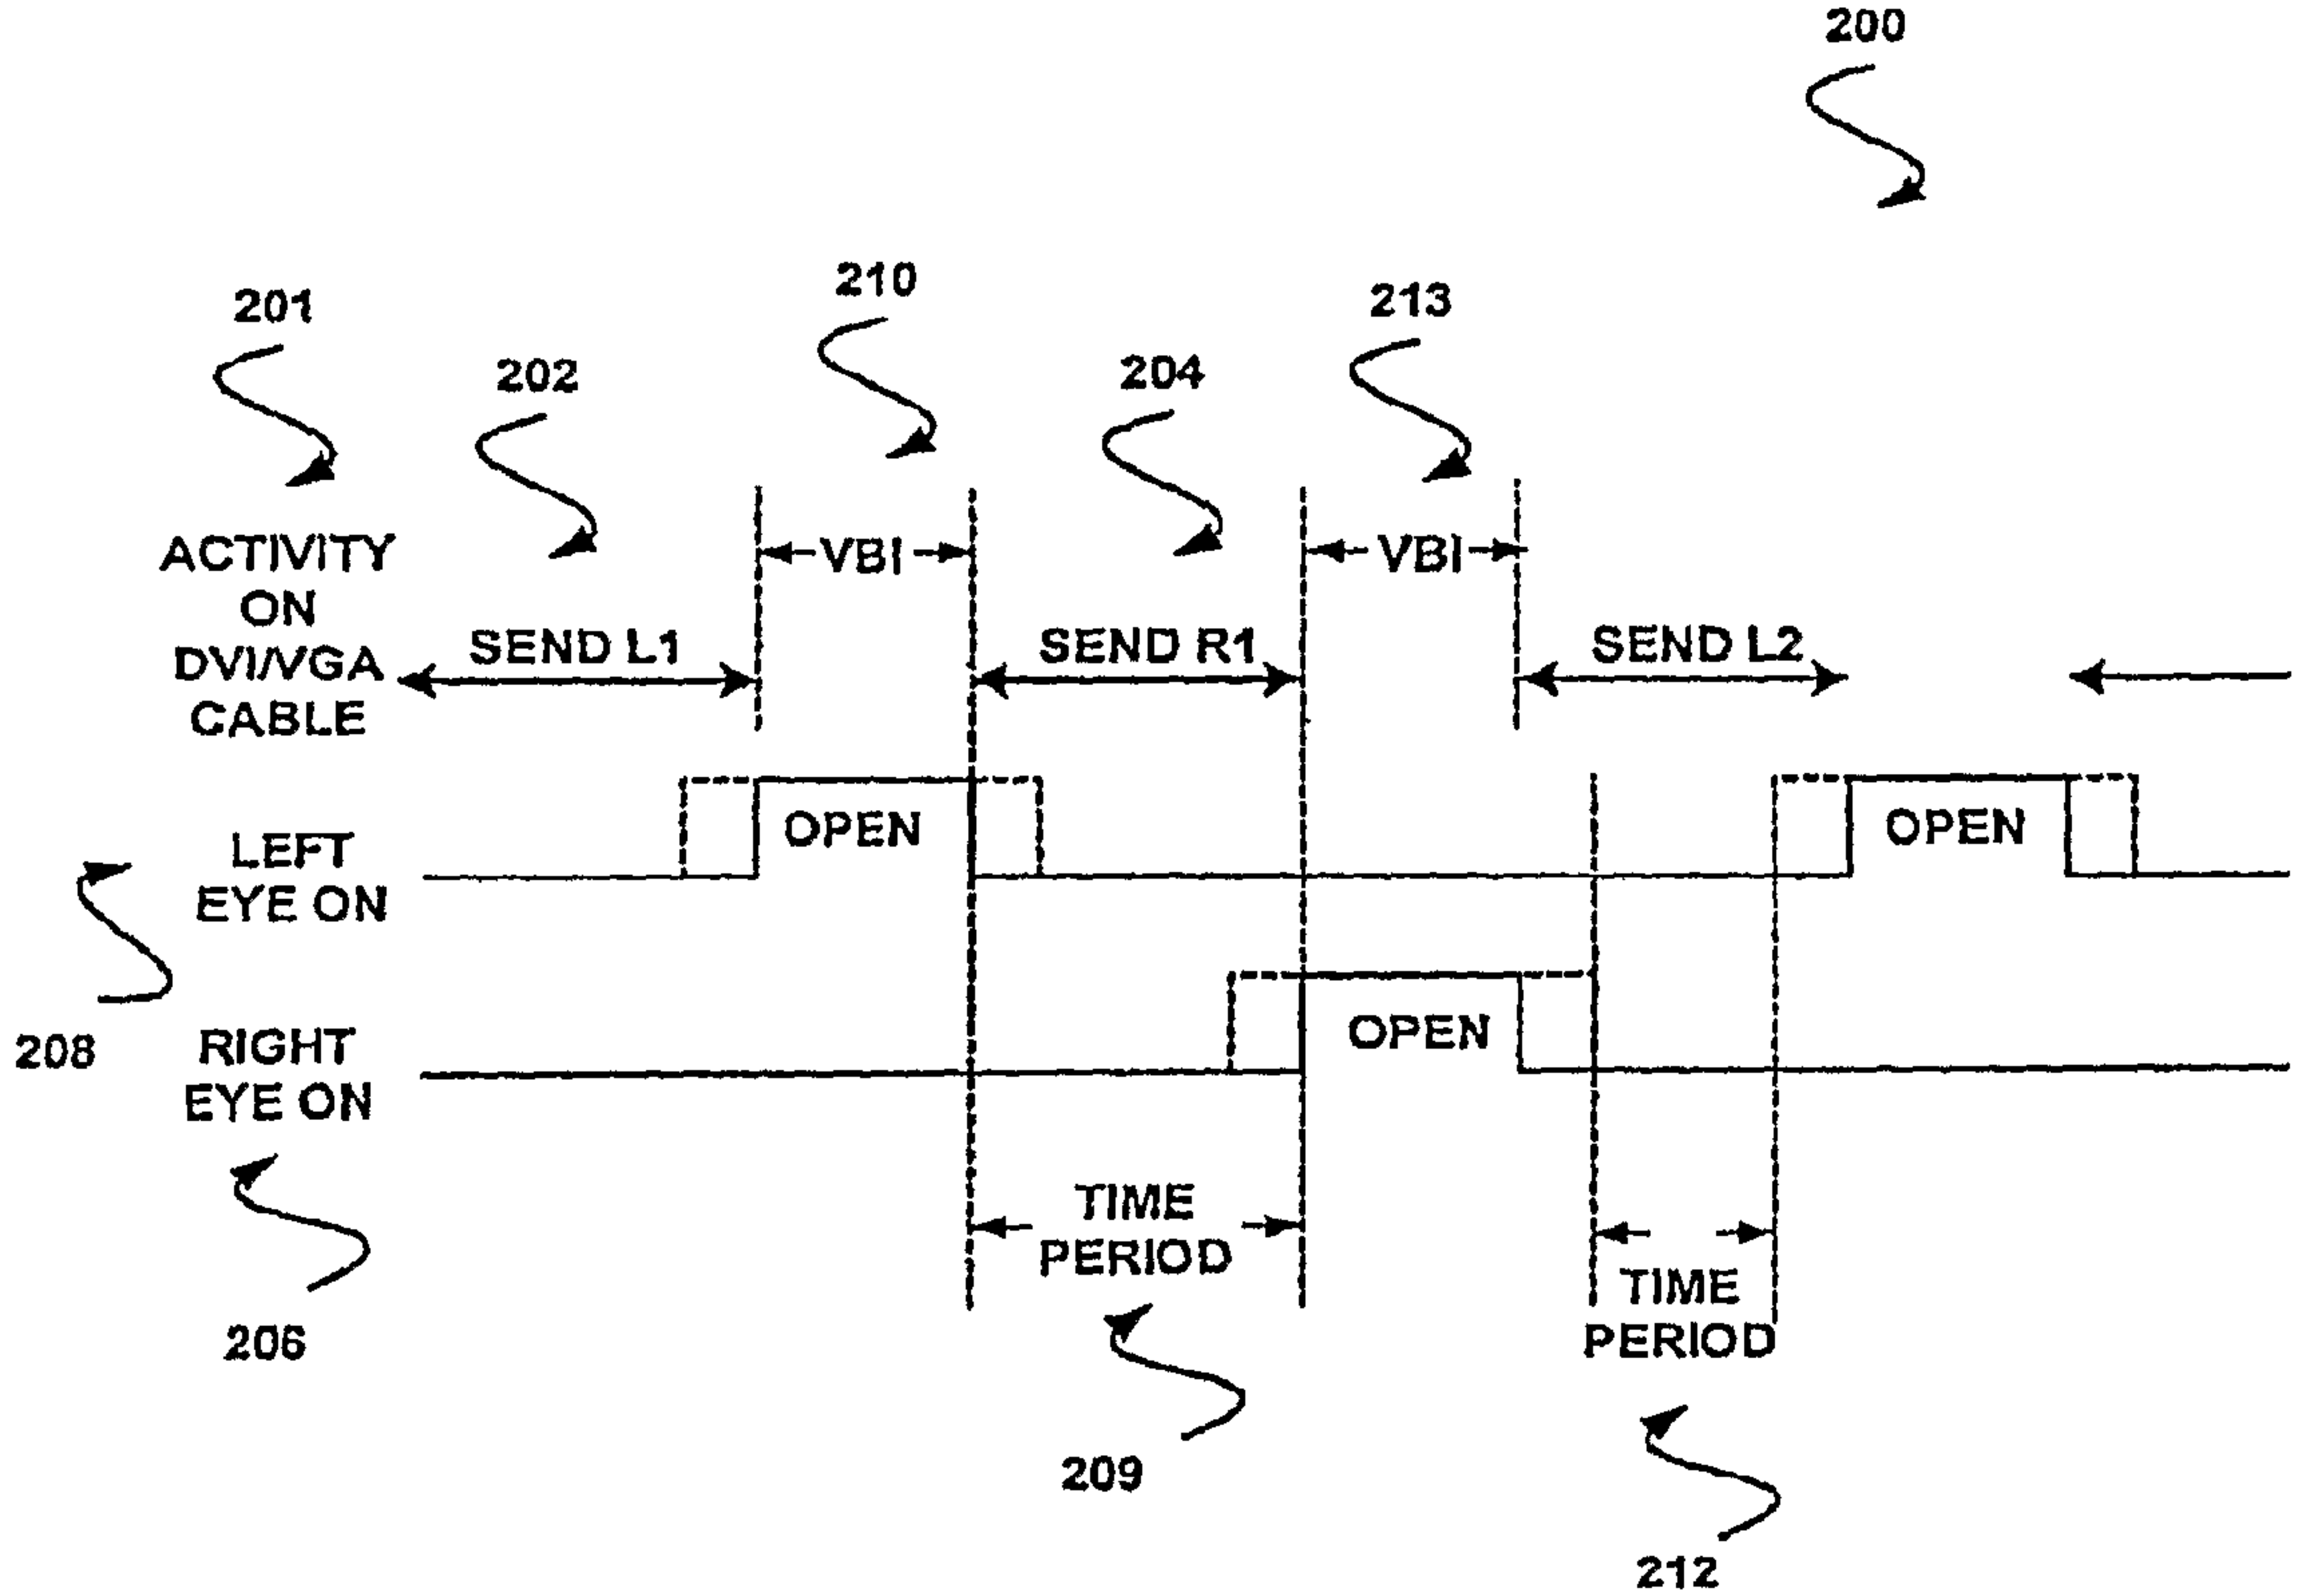 200
210
213
201
202
204
ACTIVITY
ON
DVI/VGA
CABLE
VBI
VBI
SEND L1
SEND R1
SEND L2
LEFT
EYE ON
OPEN
OPEN
208
RIGHT
EYE ON
OPEN
206
TIME
PERIOD
TIME
PERIOD
209
212